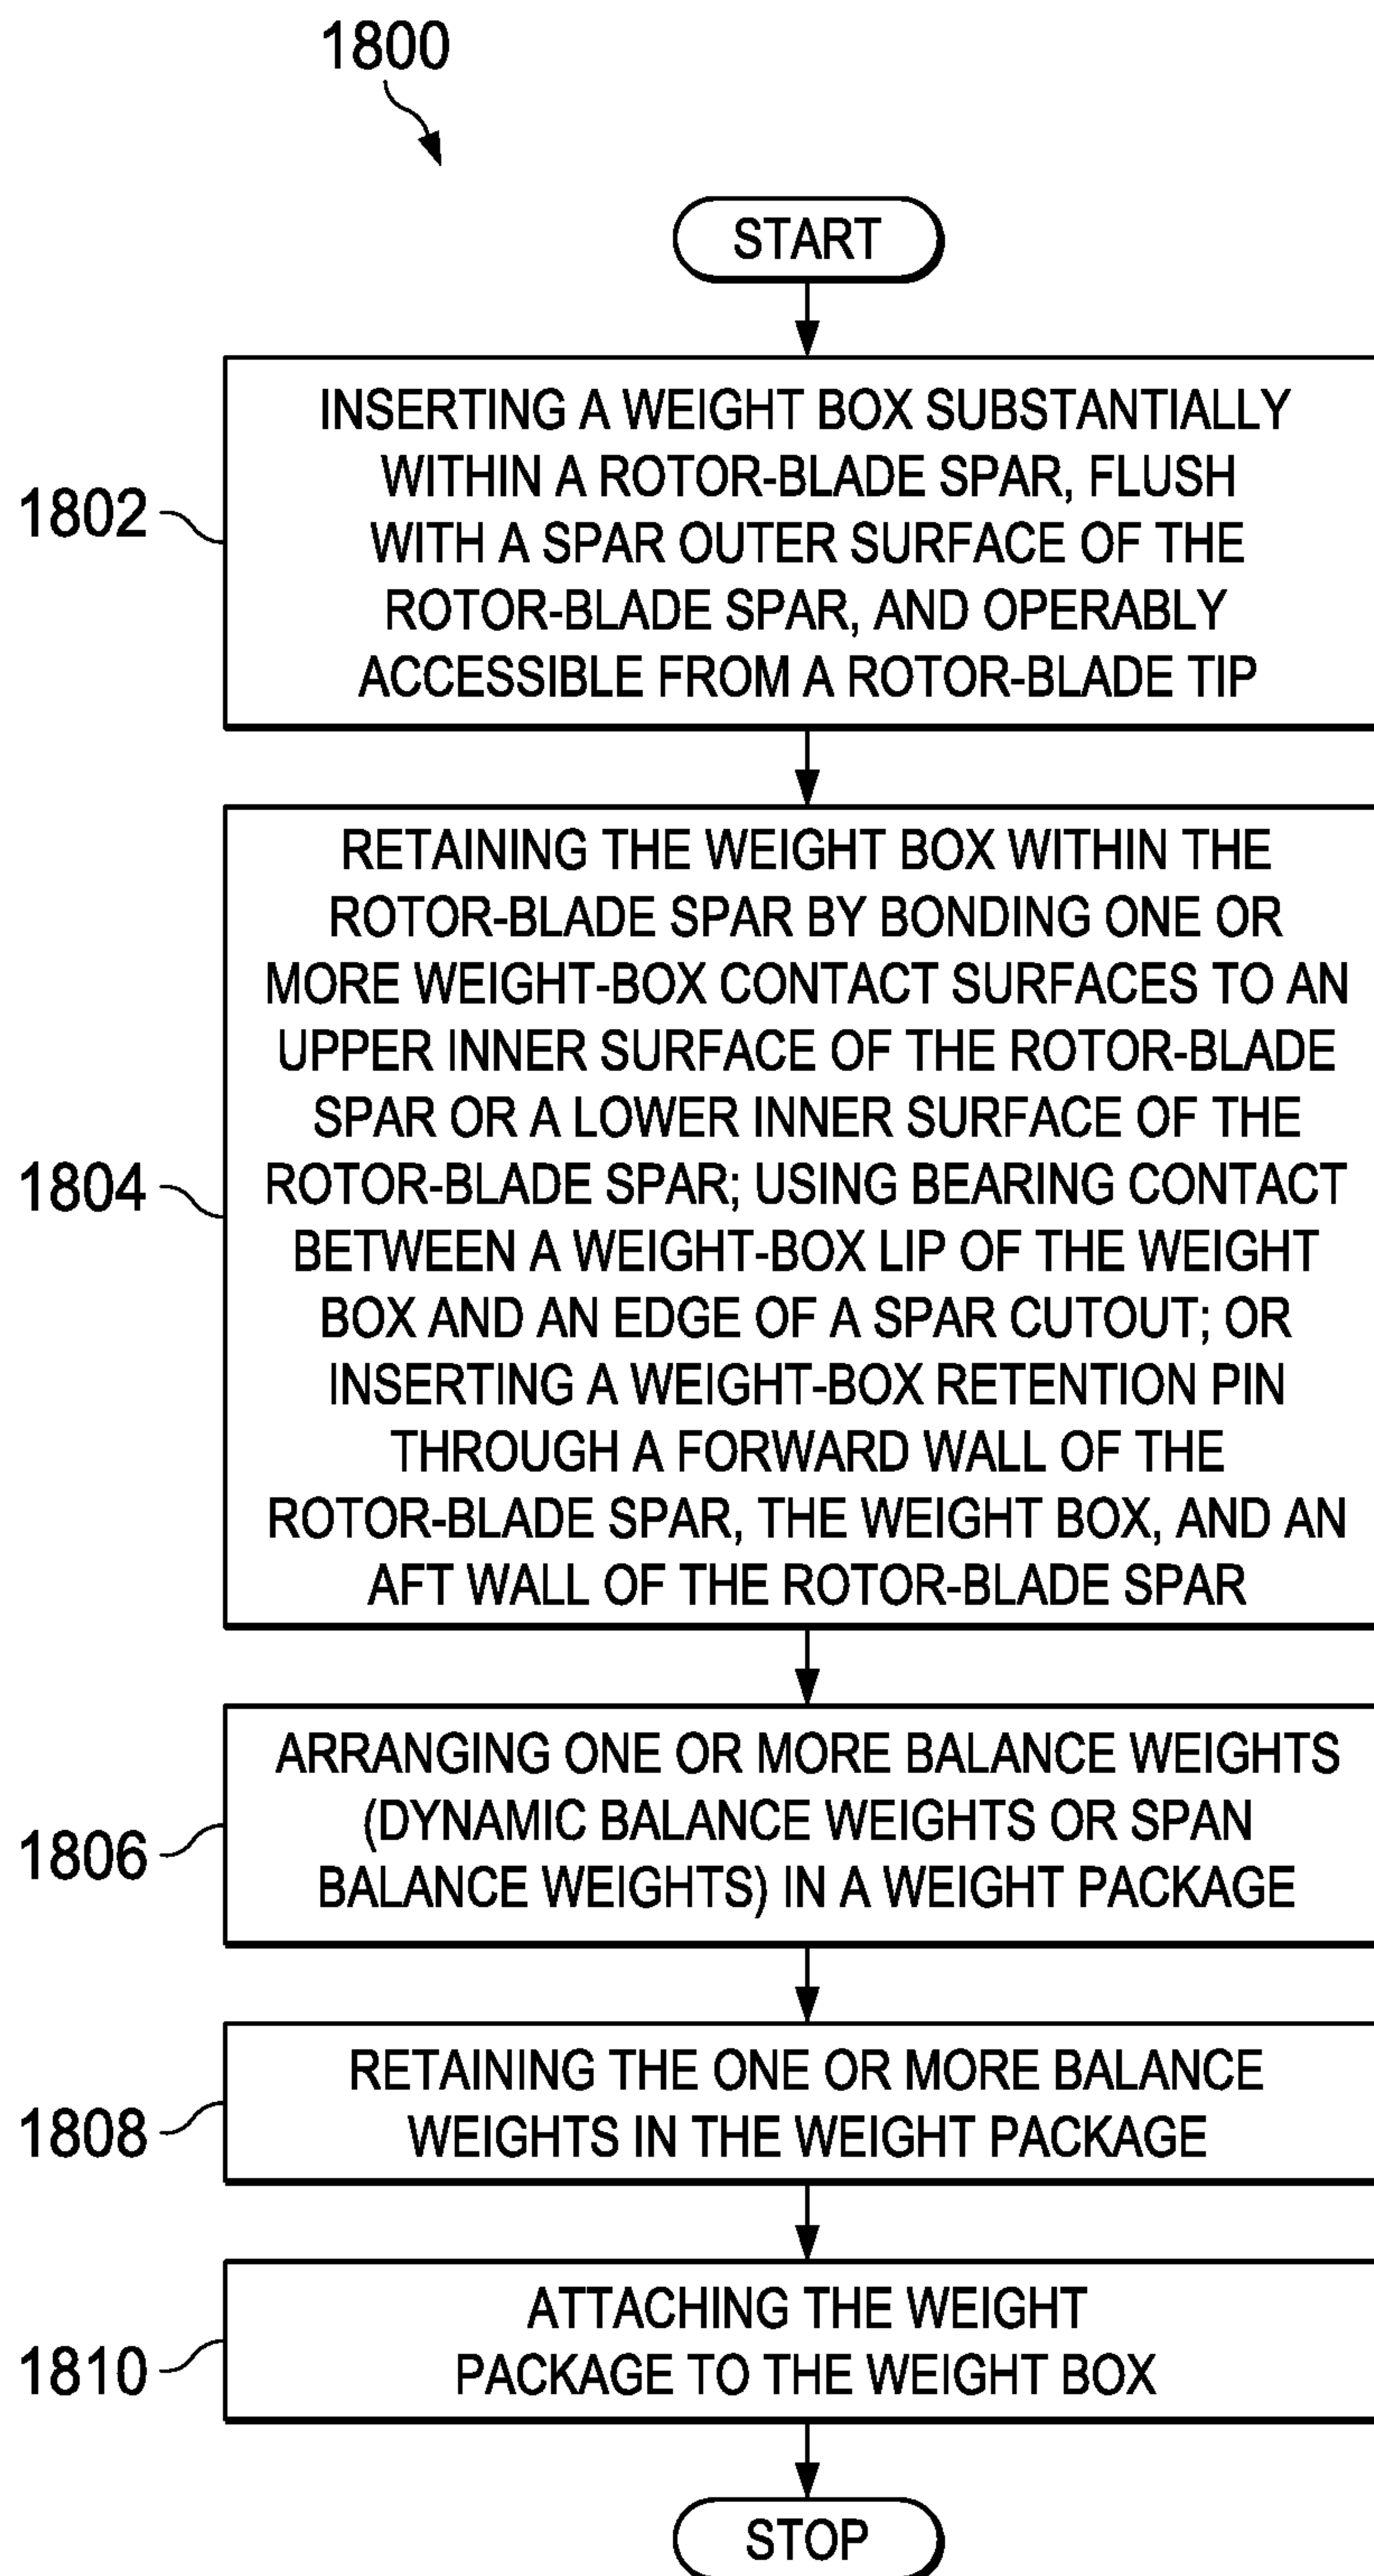 1800
START
1802
INSERTING A WEIGHT BOX SUBSTANTIALLY
WITHIN A ROTOR-BLADE SPAR, FLUSH
WITH A SPAR OUTER SURFACE OF THE
ROTOR-BLADE SPAR, AND OPERABLY
ACCESSIBLE FROM A ROTOR-BLADE TIP
1804
RETAINING THE WEIGHT BOX WITHIN THE
ROTOR-BLADE SPAR BY BONDING ONE OR
MORE WEIGHT-BOX CONTACT SURFACES TO AN
UPPER INNER SURFACE OF THE ROTOR-BLADE
SPAR OR A LOWER INNER SURFACE OF THE
ROTOR-BLADE SPAR; USING BEARING CONTACT
BETWEEN A WEIGHT-BOX LIP OF THE WEIGHT
BOX AND AN EDGE OF A SPAR CUTOUT; OR
INSERTING A WEIGHT-BOX RETENTION PIN
THROUGH A FORWARD WALL OF THE
ROTOR-BLADE SPAR, THE WEIGHT BOX, AND AN
AFT WALL OF THE ROTOR-BLADE SPAR
1806
ARRANGING ONE OR MORE BALANCE WEIGHTS
(DYNAMIC BALANCE WEIGHTS OR SPAN
BALANCE WEIGHTS) IN A WEIGHT PACKAGE
1808
RETAINING THE ONE OR MORE BALANCE
WEIGHTS IN THE WEIGHT PACKAGE
1810
ATTACHING THE WEIGHT
PACKAGE TO THE WEIGHT BOX
STOP